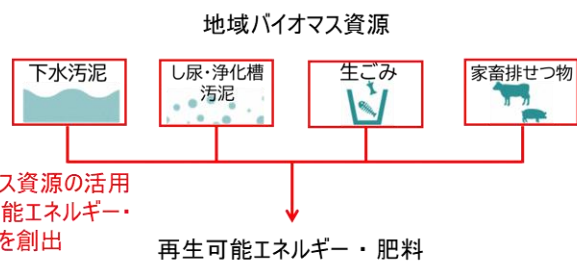 地域バイオマス資源
下水汚泥
し尿・浄化槽
汚泥
生ごみ
家畜排せつ物
ス資源の活用
能エネルギー・
を創出
再生可能エネルギー・肥料